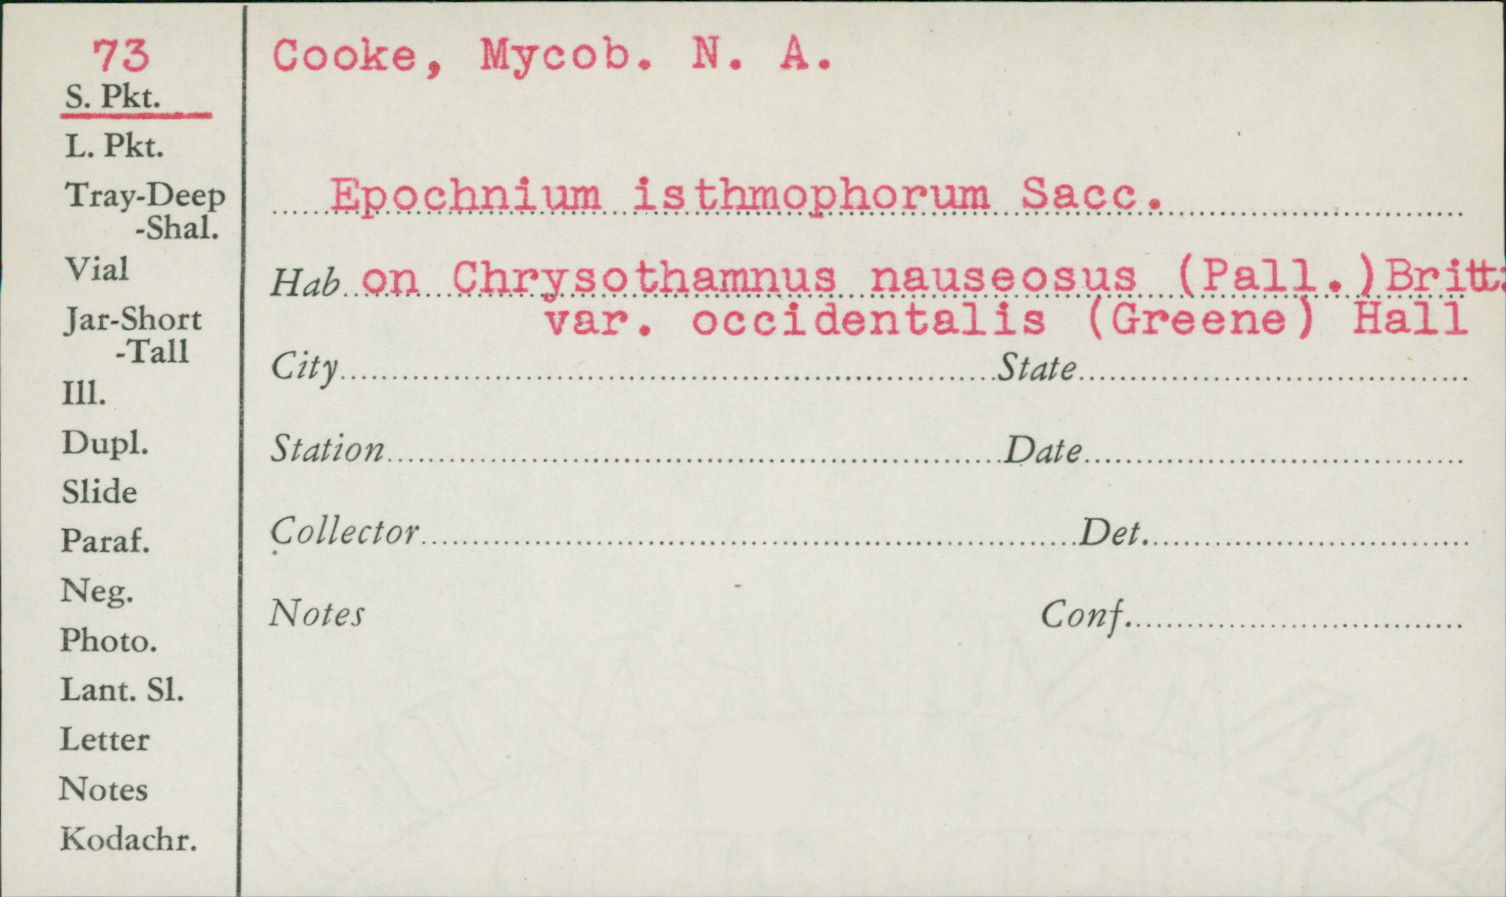 73
S. Pkt.
L. Pkt.
Tray-Deep
-Shal.
Vial
Jar-Short
-Tall
Ill.
Dupl.
Slide
Paraf.
Neg.
Photo.
Lant. Sl.
Letter
Notes
Kodachr.
Cooke, Mycob. N. A.
Epochnium isthmophorum Sacc.
Hab on Chrysothamnus nauseosus (Pall.)Britt.
var. occidentalis (Greene) Hall
City State
Station Date
Collector Det.
Notes Conf.